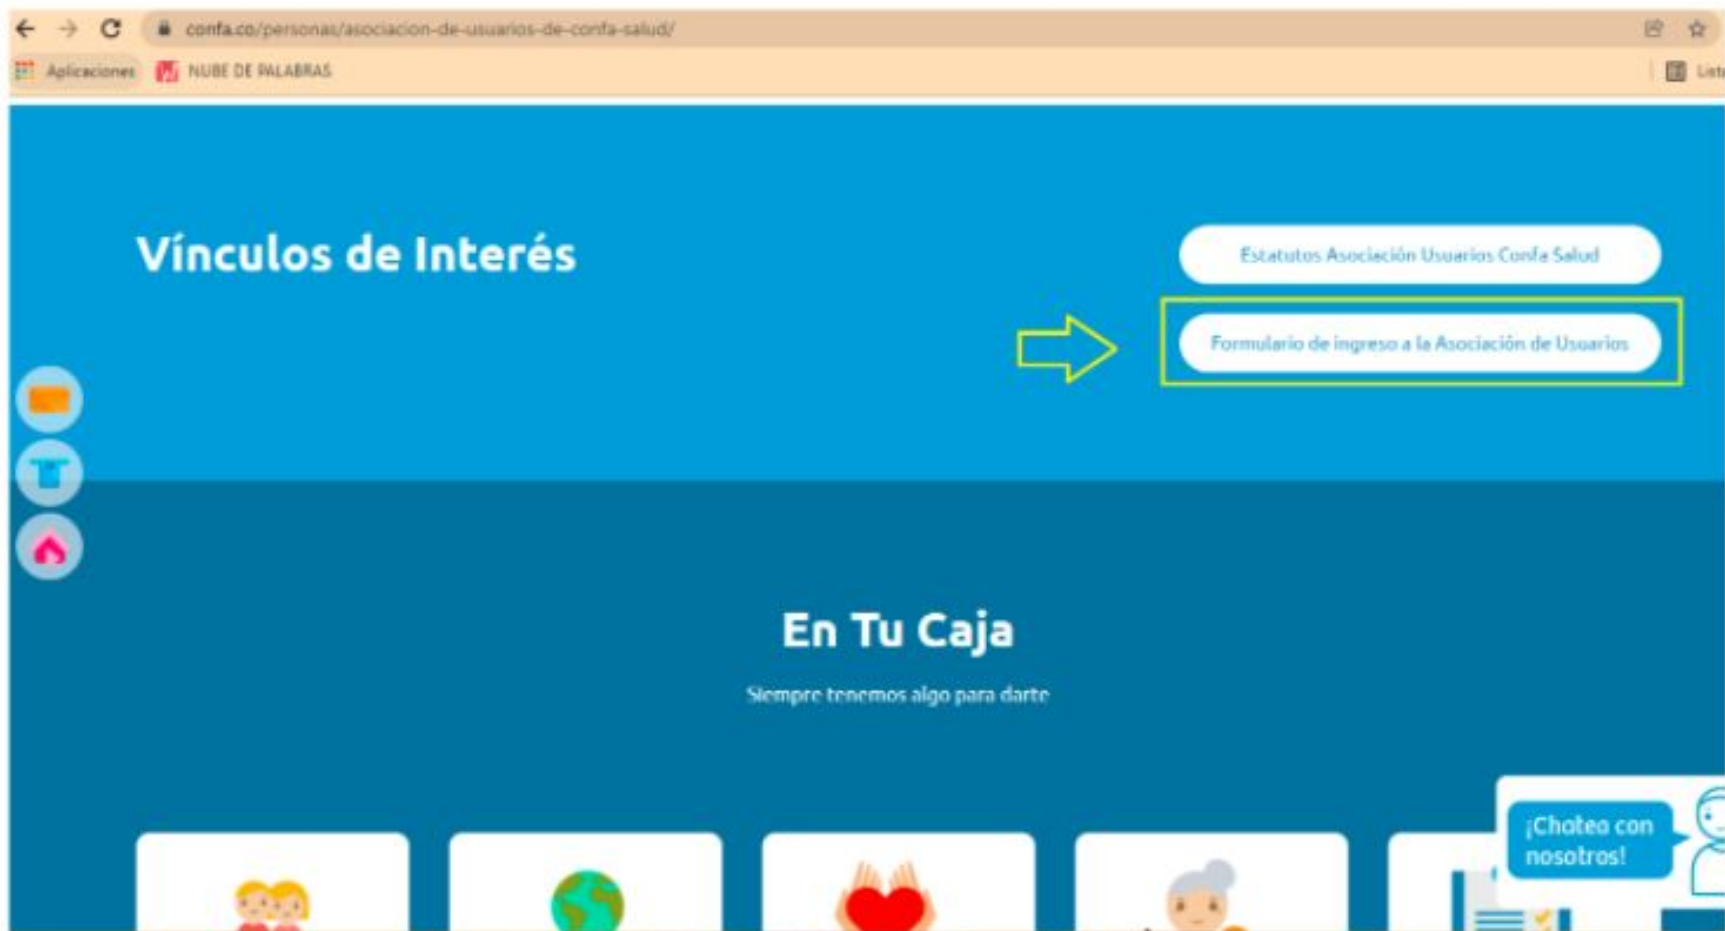 confa.co/personas/asociacion-de-usuarios-de-confa-salud/
Aplicaciones NUBE DE PALABRAS List
Vínculos de Interés
Estatutos Asociación Usuarios Confa Salud
Formulario de ingreso a la Asociación de Usuarios
En Tu Caja
Siempre tenemos algo para darte
¡Chatea con
nosotros!